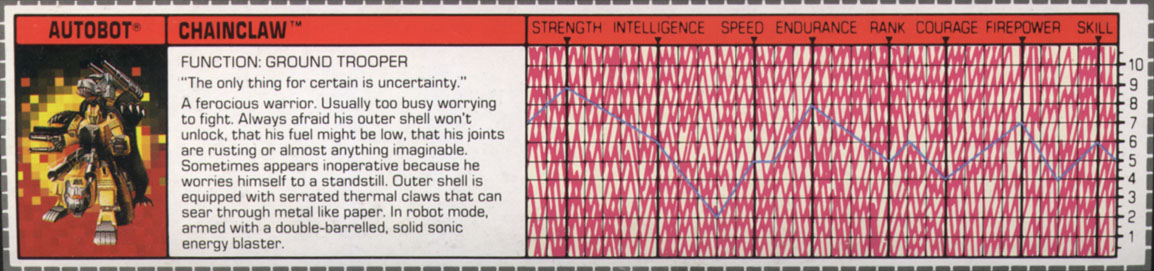 AUTOBOT®
CHAINCLAW™
FUNCTION: GROUND TROOPER
"The only thing for certain is uncertainty."
A ferocious warrior. Usually too busy worrying
to fight. Always afraid his outer shell won't
unlock, that his fuel might be low, that his joints
are rusting or almost anything imaginable.
Sometimes appears inoperative because he
worries himself to a standstill. Outer shell is
equipped with serrated thermal claws that can
sear through metal like paper. In robot mode,
armed with a double-barrelled, solid sonic
energy blaster.
STRENGTH INTELLIGENCE SPEED ENDURANCE RANK COURAGE FIREPOWER SKILL
10
9
8
7
6
5
4
3
2
1